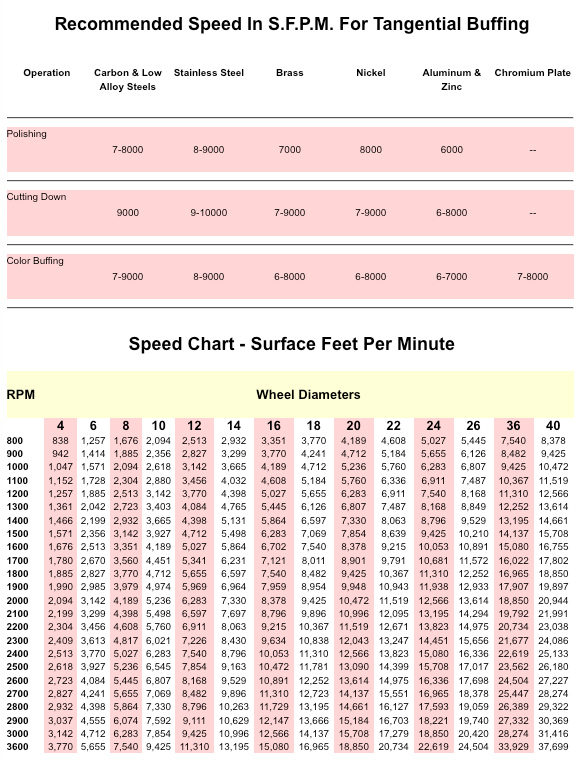 Recommended Speed In S.F.P.M. For Tangential Buffing
Operation Carbon & Low Alloy Steels Stainless Steel Brass Nickel Aluminum & Zinc Chromium Plate
Polishing
7-8000 8-9000 7000 8000 6000 --
Cutting Down
9000 9-10000 7-9000 7-9000 6-8000 --
Color Buffing
7-9000 8-9000 6-8000 6-8000 6-7000 7-8000
Speed Chart - Surface Feet Per Minute
RPM Wheel Diameters
4 6 8 10 12 14 16 18 20 22 24 26 36 40
800 838 1,257 1,676 2,094 2,513 2,932 3,351 3,770 4,189 4,608 5,027 5,445 7,540 8,378
900 942 1,414 1,885 2,356 2,827 3,299 3,770 4,241 4,712 5,184 5,655 6,126 8,482 9,425
1000 1,047 1,571 2,094 2,618 3,142 3,665 4,189 4,712 5,236 5,760 6,283 6,807 9,425 10,472
1100 1,152 1,728 2,304 2,880 3,456 4,032 4,608 5,184 5,760 6,336 6,911 7,487 10,367 11,519
1200 1,257 1,885 2,513 3,142 3,770 4,398 5,027 5,655 6,283 6,911 7,540 8,168 11,310 12,566
1300 1,361 2,042 2,723 3,403 4,084 4,765 5,445 6,126 6,807 7,487 8,168 8,849 12,252 13,614
1400 1,466 2,199 2,932 3,665 4,398 5,131 5,864 6,597 7,330 8,063 8,796 9,529 13,195 14,661
1500 1,571 2,356 3,142 3,927 4,712 5,498 6,283 7,069 7,854 8,639 9,425 10,210 14,137 15,708
1600 1,676 2,513 3,351 4,189 5,027 5,864 6,702 7,540 8,378 9,215 10,053 10,891 15,080 16,755
1700 1,780 2,670 3,560 4,451 5,341 6,231 7,121 8,011 8,901 9,791 10,681 11,572 16,022 17,802
1800 1,885 2,827 3,770 4,712 5,655 6,597 7,540 8,482 9,425 10,367 11,310 12,252 16,965 18,850
1900 1,990 2,985 3,979 4,974 5,969 6,964 7,959 8,954 9,948 10,943 11,938 12,933 17,907 19,897
2000 2,094 3,142 4,189 5,236 6,283 7,330 8,378 9,425 10,472 11,519 12,566 13,614 18,850 20,944
2100 2,199 3,299 4,398 5,498 6,597 7,697 8,796 9,896 10,996 12,095 13,195 14,294 19,792 21,991
2200 2,304 3,456 4,608 5,760 6,911 8,063 9,215 10,367 11,519 12,671 13,823 14,975 20,734 23,038
2300 2,409 3,613 4,817 6,021 7,226 8,430 9,634 10,838 12,043 13,247 14,451 15,656 21,677 24,086
2400 2,513 3,770 5,027 6,283 7,540 8,796 10,053 11,310 12,566 13,823 15,080 16,336 22,619 25,133
2500 2,618 3,927 5,236 6,545 7,854 9,163 10,472 11,781 13,090 14,399 15,708 17,017 23,562 26,180
2600 2,723 4,084 5,445 6,807 8,168 9,529 10,891 12,252 13,614 14,975 16,336 17,698 24,504 27,227
2700 2,827 4,241 5,655 7,069 8,482 9,896 11,310 12,723 14,137 15,551 16,965 18,378 25,447 28,274
2800 2,932 4,398 5,864 7,330 8,796 10,263 11,729 13,195 14,661 16,127 17,593 19,059 26,389 29,322
2900 3,037 4,555 6,074 7,592 9,111 10,629 12,147 13,666 15,184 16,703 18,221 19,740 27,332 30,369
3000 3,142 4,712 6,283 7,854 9,425 10,996 12,566 14,137 15,708 17,279 18,850 20,420 28,274 31,416
3600 3,770 5,655 7,540 9,425 11,310 13,195 15,080 16,965 18,850 20,734 22,619 24,504 33,929 37,699